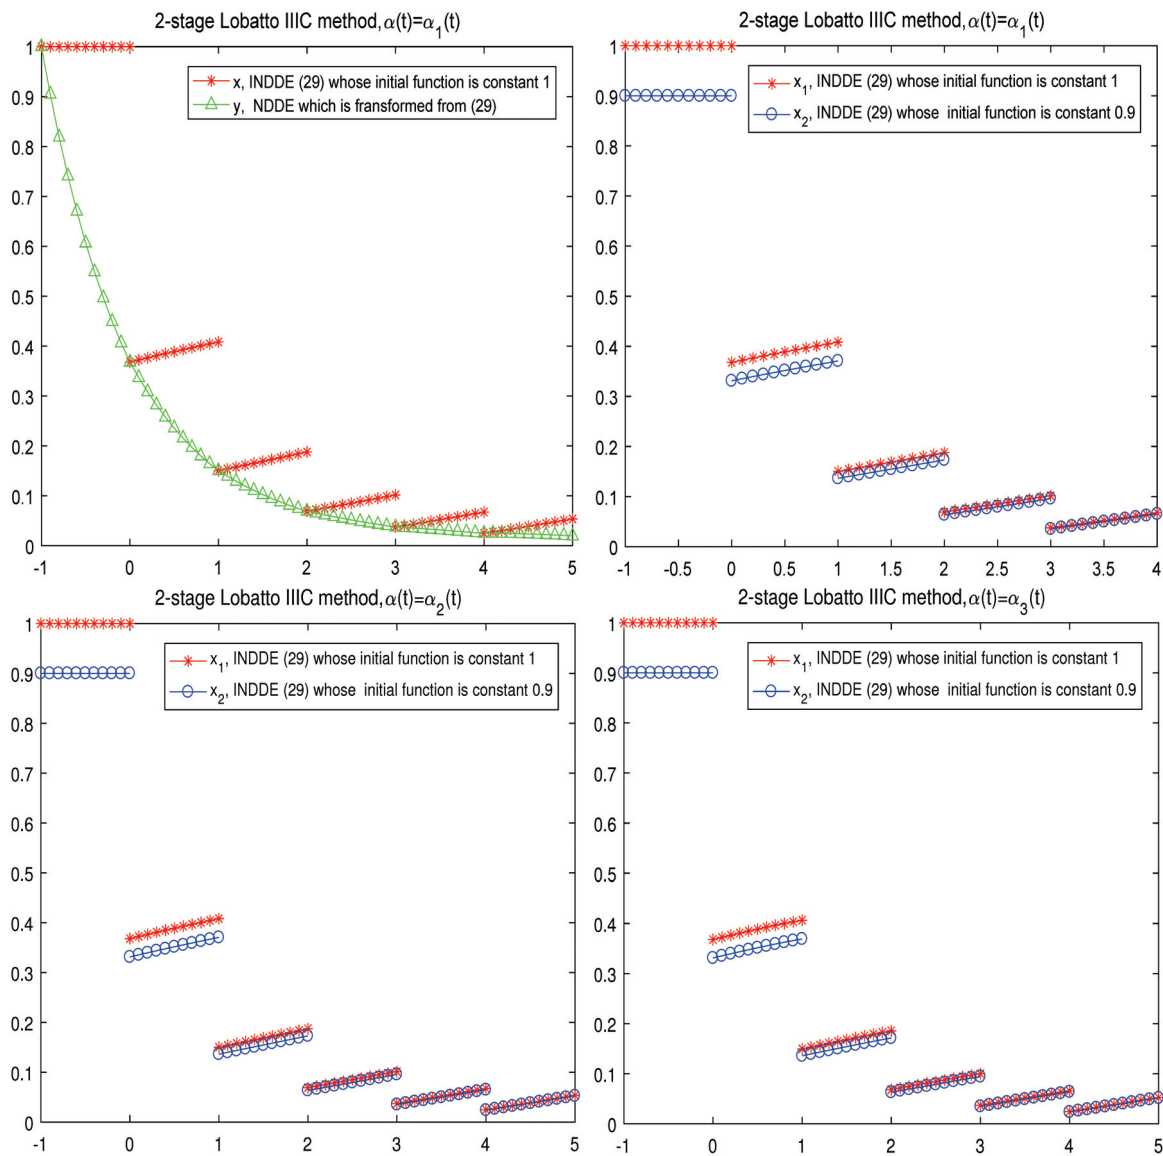 2-stage Lobatto IIIC method,α(t)=α1(t)
1
0.9
0.8
0.7
0.6
0.5
0.4
0.3
0.2
0.1
0
-1 0 1 2 3 4 5
x, INDDE (29) whose initial function is constant 1
y, NDDE which is fransformed from (29)
2-stage Lobatto IIIC method,α(t)=α1(t)
1
0.9
0.8
0.7
0.6
0.5
0.4
0.3
0.2
0.1
0
-1 -0.5 0 0.5 1 1.5 2 2.5 3 3.5 4
x1, INDDE (29) whose initial function is constant 1
x2, INDDE (29) whose initial function is constant 0.9
2-stage Lobatto IIIC method,α(t)=α2(t)
1
0.9
0.8
0.7
0.6
0.5
0.4
0.3
0.2
0.1
0
-1 0 1 2 3 4 5
x1, INDDE (29) whose initial function is constant 1
x2, INDDE (29) whose initial function is constant 0.9
2-stage Lobatto IIIC method,α(t)=α3(t)
1
0.9
0.8
0.7
0.6
0.5
0.4
0.3
0.2
0.1
0
-1 0 1 2 3 4 5
x1, INDDE (29) whose initial function is constant 1
x2, INDDE (29) whose initial function is constant 0.9